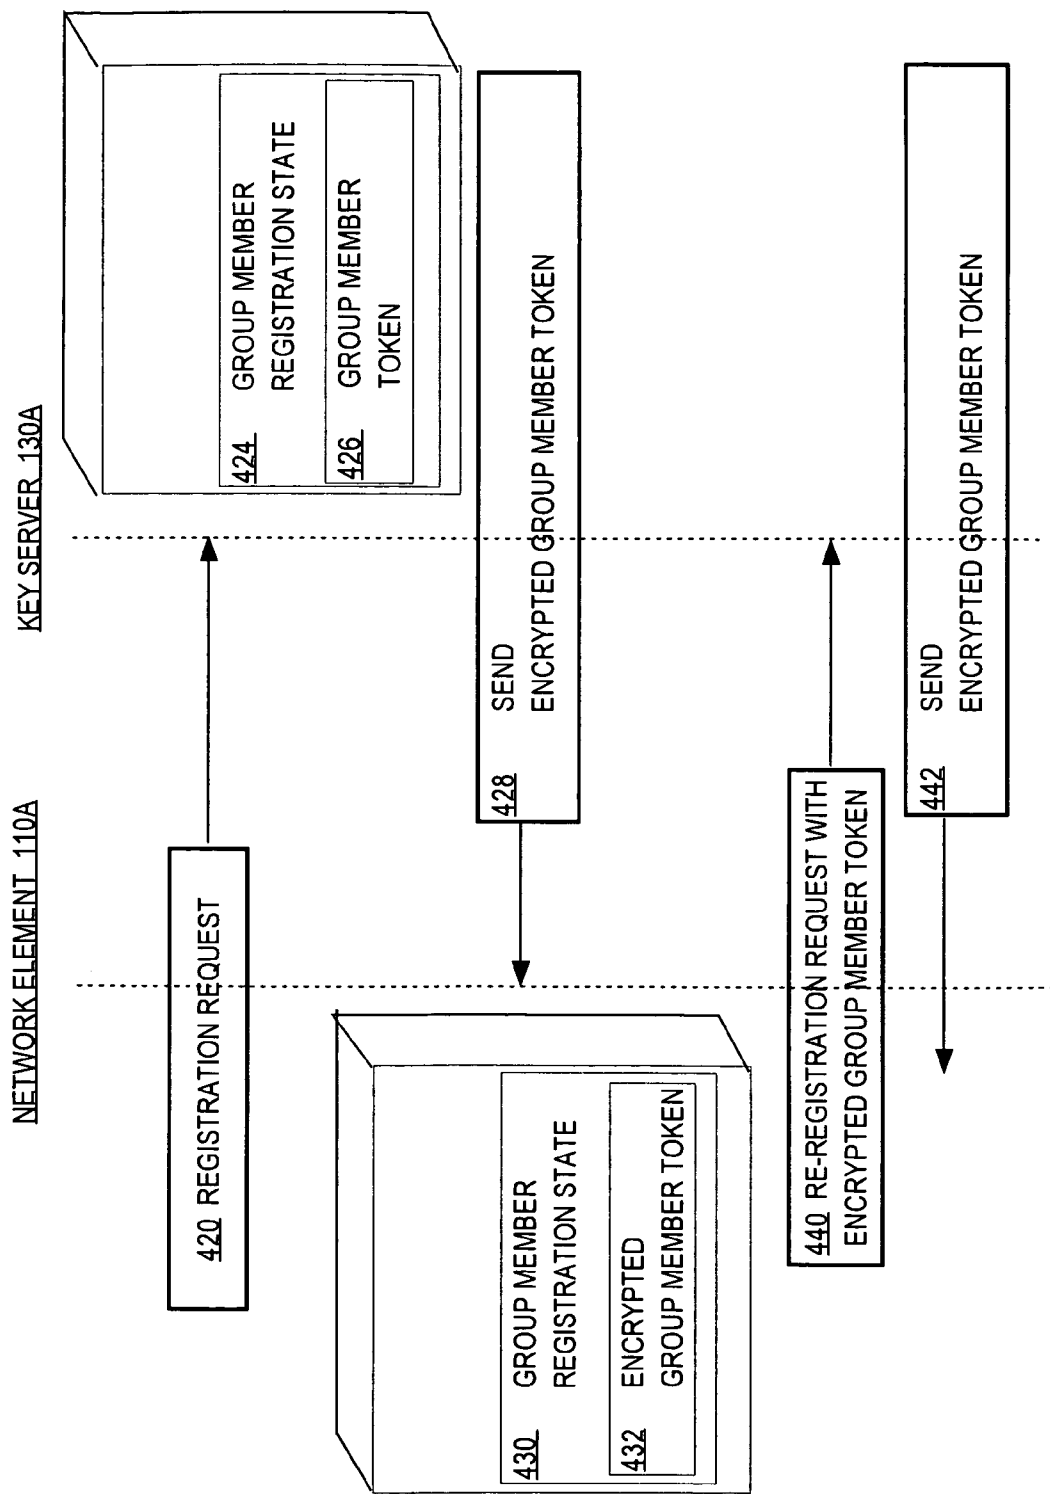 NETWORK ELEMENT 110A
KEY SERVER 130A
420 REGISTRATION REQUEST
424 GROUP MEMBER
REGISTRATION STATE
426 GROUP MEMBER
TOKEN
428 SEND
ENCRYPTED GROUP MEMBER TOKEN
430 GROUP MEMBER
REGISTRATION STATE
432 ENCRYPTED
GROUP MEMBER TOKEN
440 RE-REGISTRATION REQUEST WITH
ENCRYPTED GROUP MEMBER TOKEN
442 SEND
ENCRYPTED GROUP MEMBER TOKEN